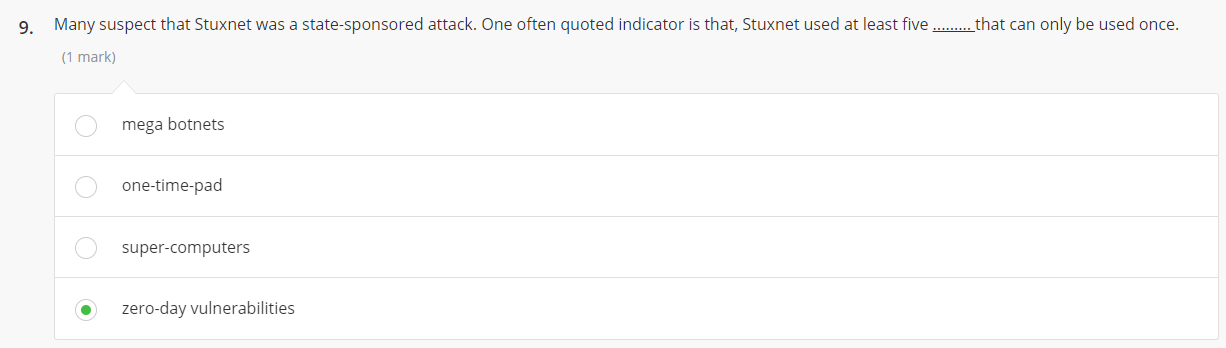 9. Many suspect that Stuxnet was a state-sponsored attack. One often quoted indicator is that, Stuxnet used at least five ......... that can only be used once.
(1 mark)
mega botnets
one-time-pad
super-computers
zero-day vulnerabilities